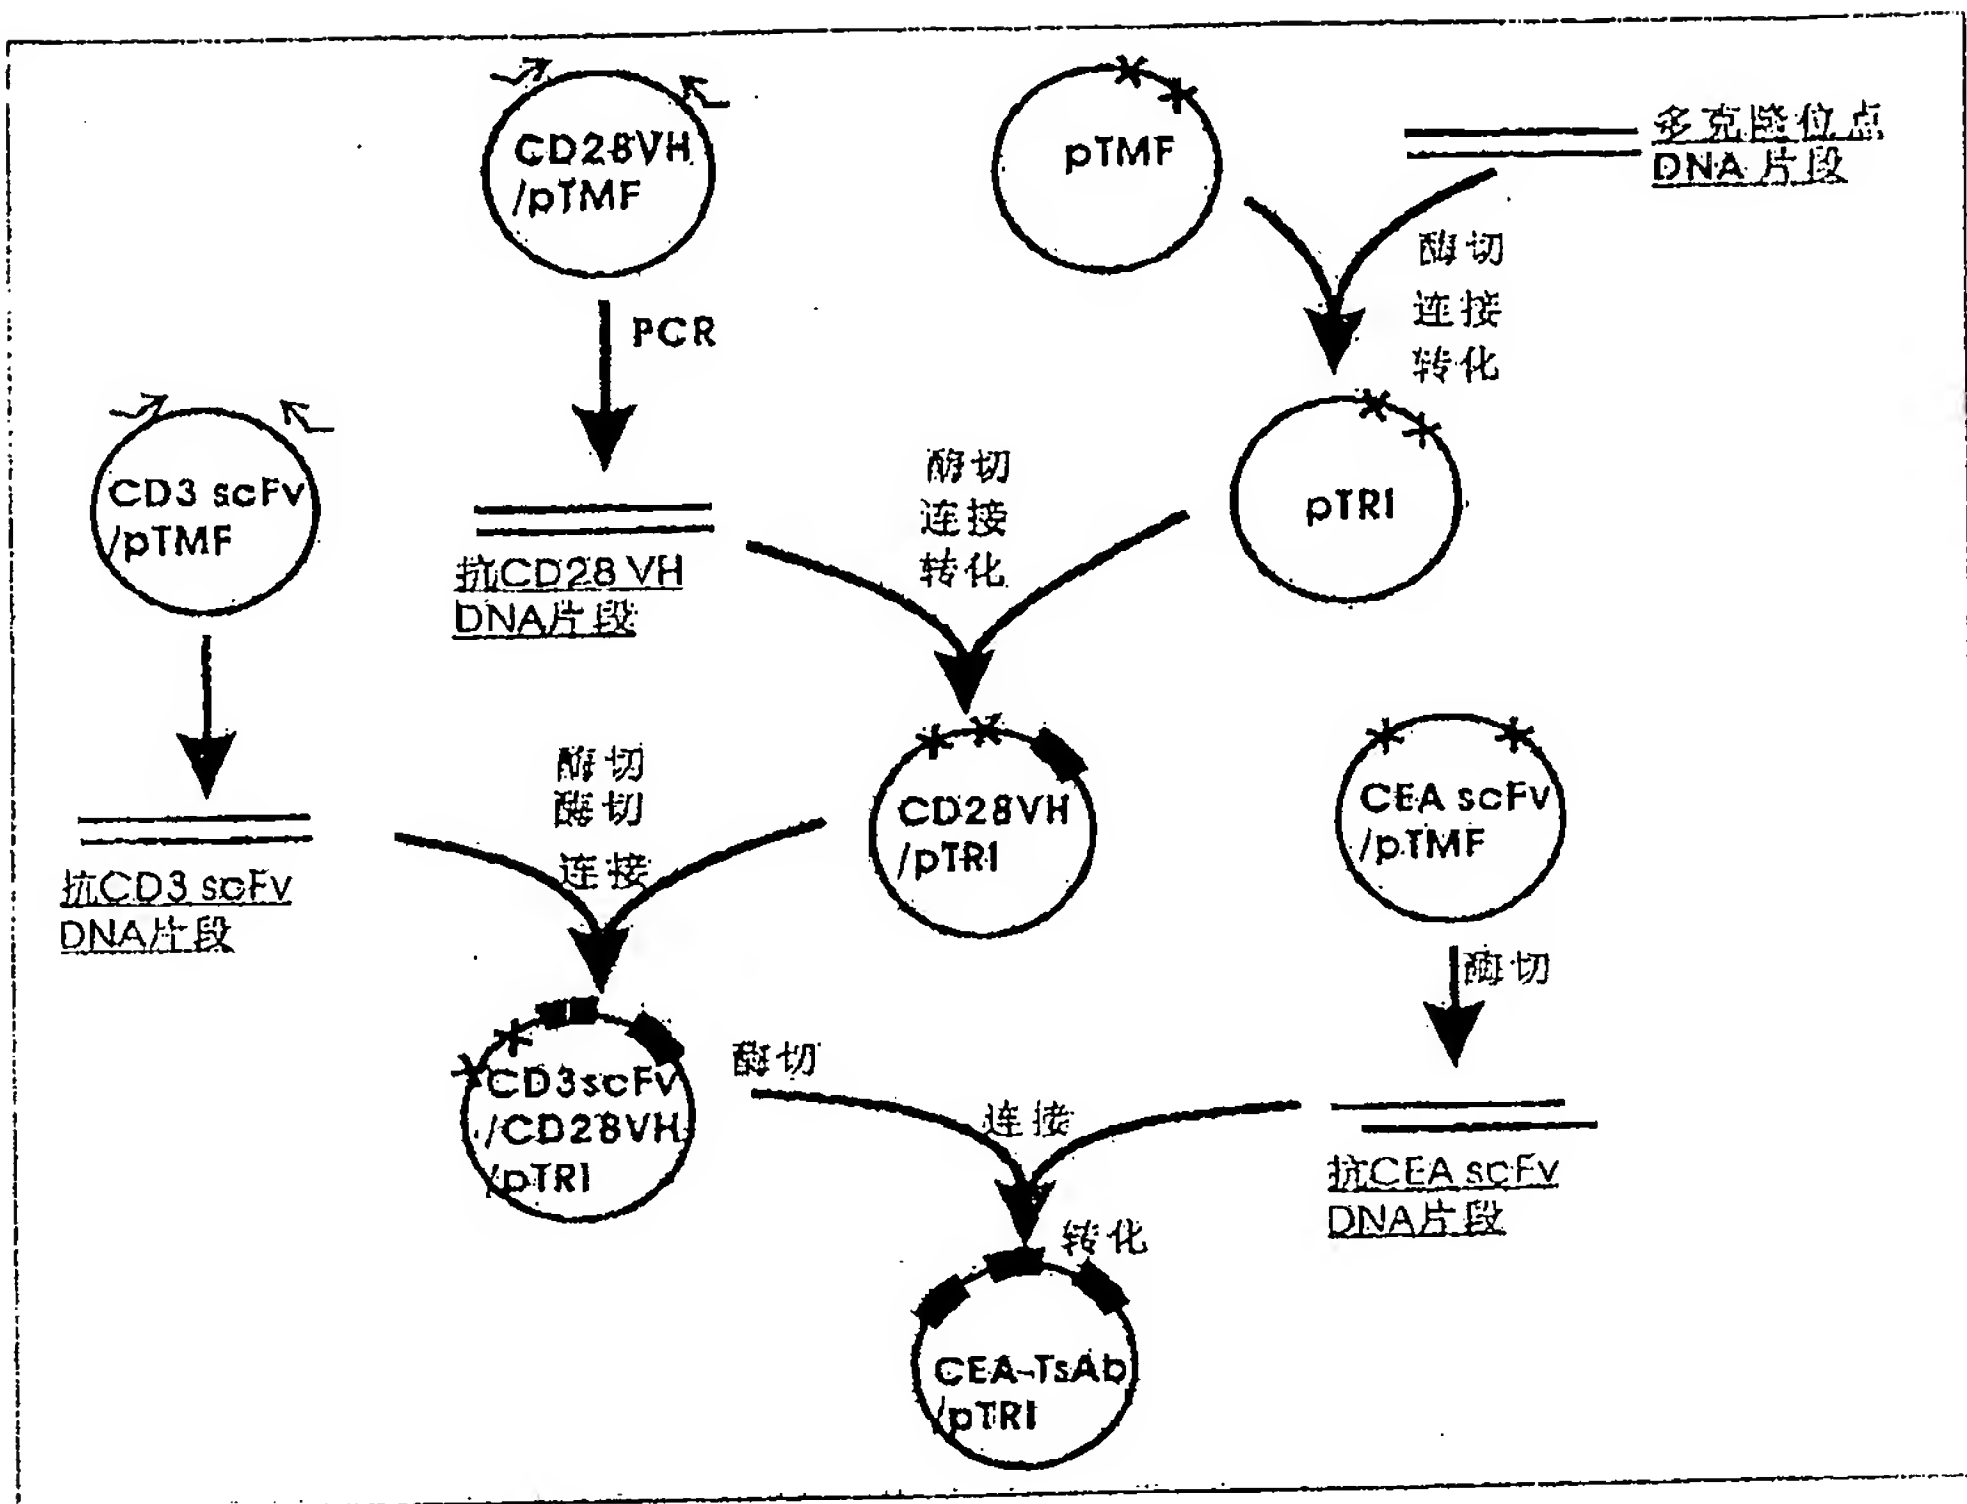 CD28VH
/pTMF
pTMF
多克隆位点
DNA 片段
酶切
连接
转化
PCR
CD3 scFv
/pTMF
抗CD28 VH
DNA片段
酶切
连接
转化
pTRI
抗CD3 scFv
DNA片段
酶切
酶切
连接
CD28VH
/pTRI
CEA scFv
/pTMF
酶切
CD3scFv
/CD28VH
/pTRI
酶切
连接
转化
抗CEA scFv
DNA片段
CEA-TsAb
/pTRI